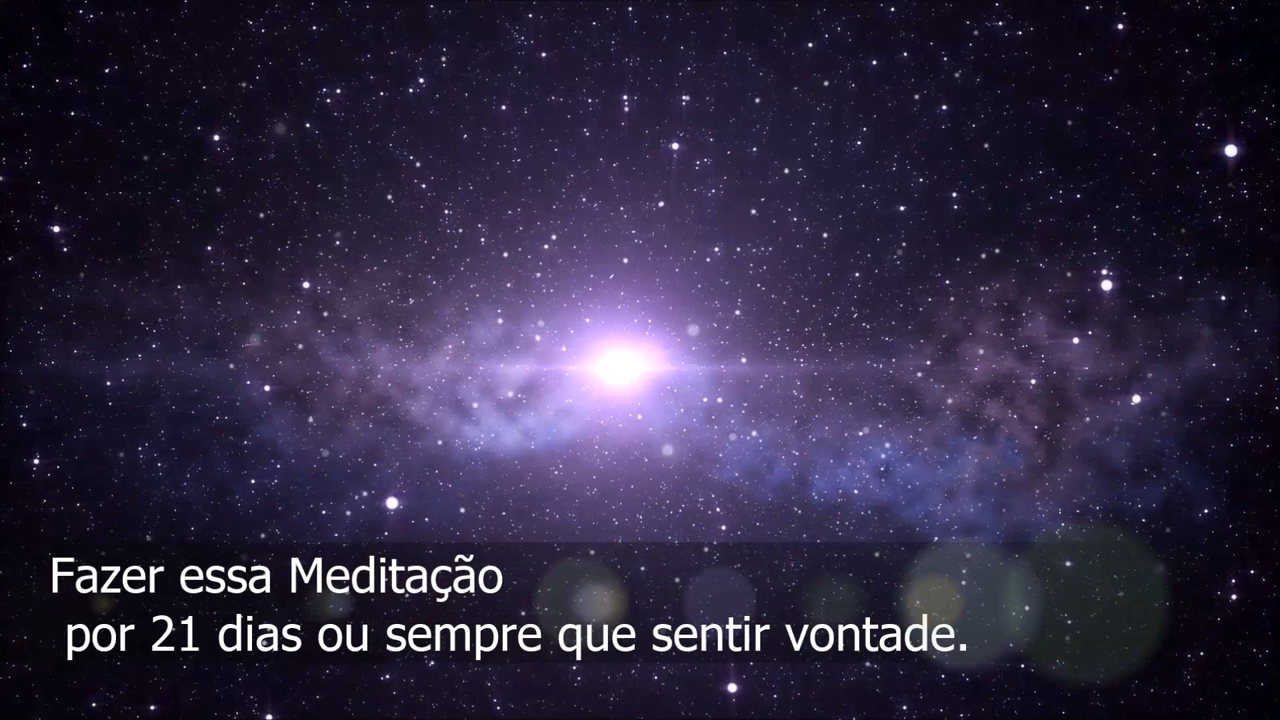 Fazer essa Meditação
por 21 dias ou sempre que sentir vontade.